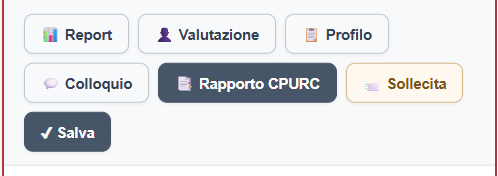 Report Valutazione Profilo
Colloquio Rapporto CPURC Sollecita
Salva